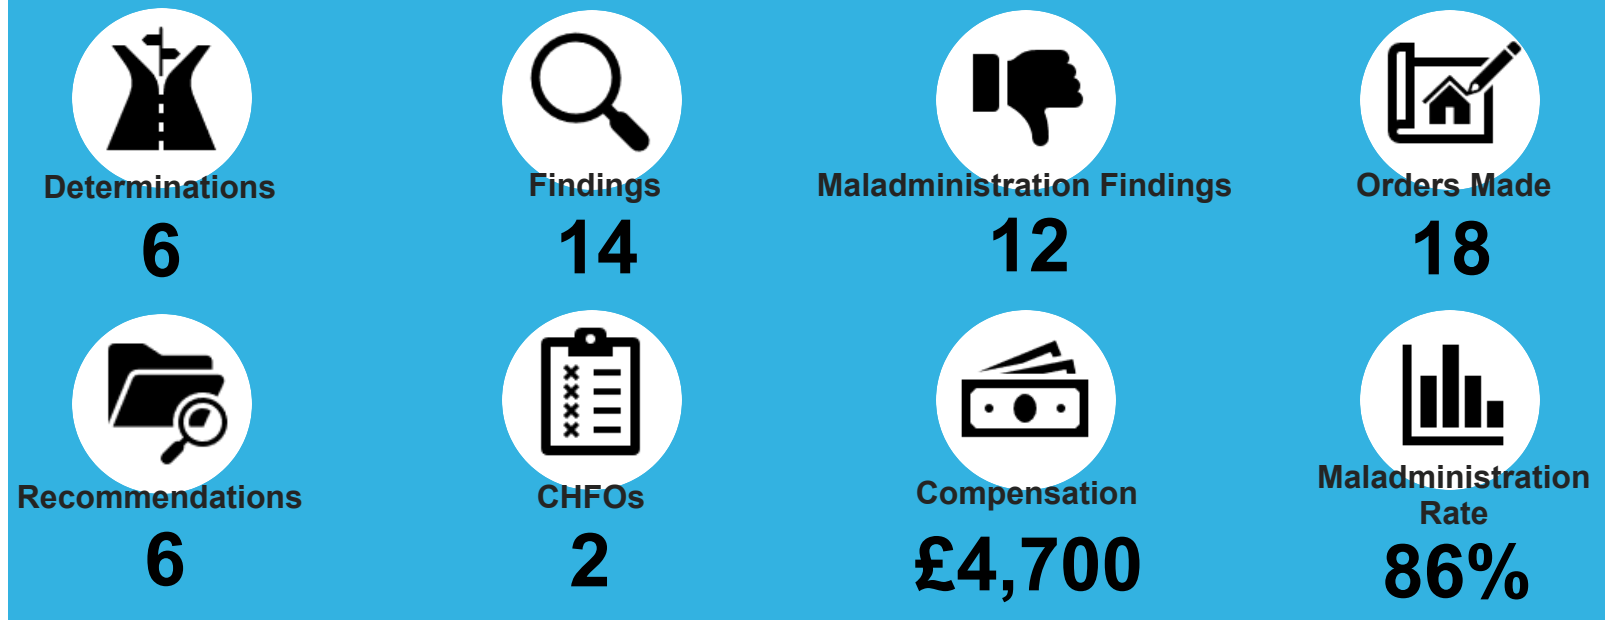 Determinations
6
Findings
14
Maladministration Findings
12
Orders Made
18
Recommendations
6
CHFOs
2
Compensation
£4,700
Maladministration
Rate
86%